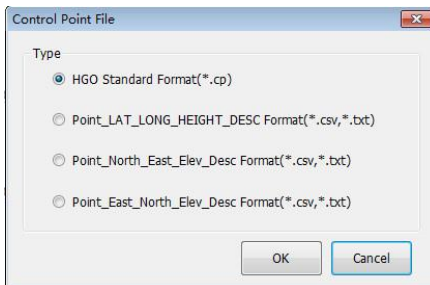 Control Point File
Type
HGO Standard Format(*.cp)
Point_LAT_LONG_HEIGHT_DESC Format(*.csv,*.txt)
Point_North_East_Elev_Desc Format(*.csv,*.txt)
Point_East_North_Elev_Desc Format(*.csv,*.txt)
OK Cancel